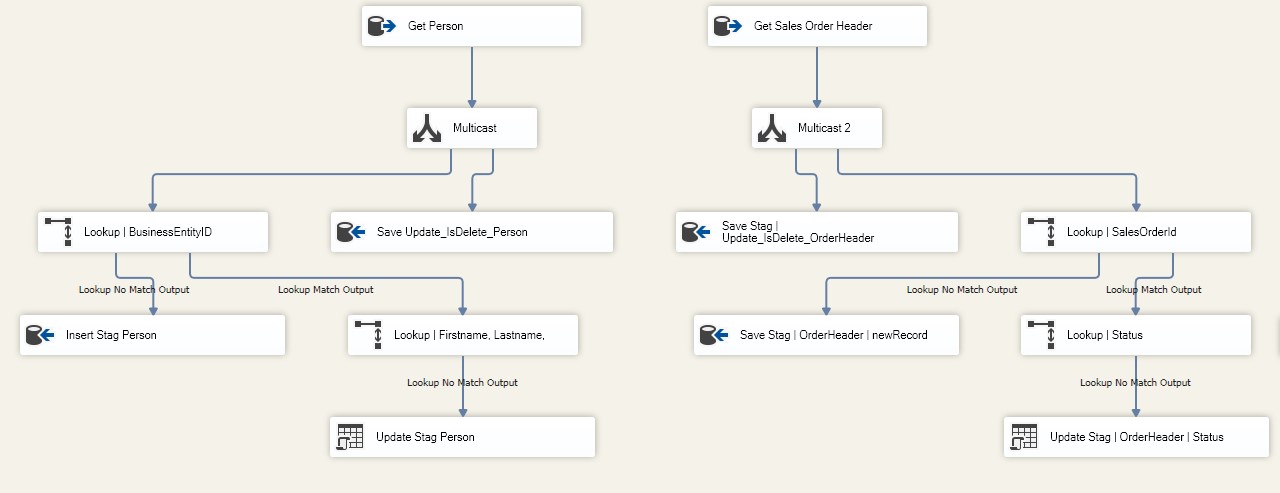 Get Person
Get Sales Order Header
Multicast
Multicast 2
Lookup | BusinessEntityID
Save Update_IsDelete_Person
Save Stag |
Update_IsDelete_OrderHeader
Lookup | SalesOrderId
Lookup No Match Output
Lookup Match Output
Lookup No Match Output
Lookup Match Output
Insert Stag Person
Lookup | Firstname, Lastname,
Save Stag | OrderHeader | newRecord
Lookup | Status
Lookup No Match Output
Lookup No Match Output
Update Stag Person
Update Stag | OrderHeader | Status